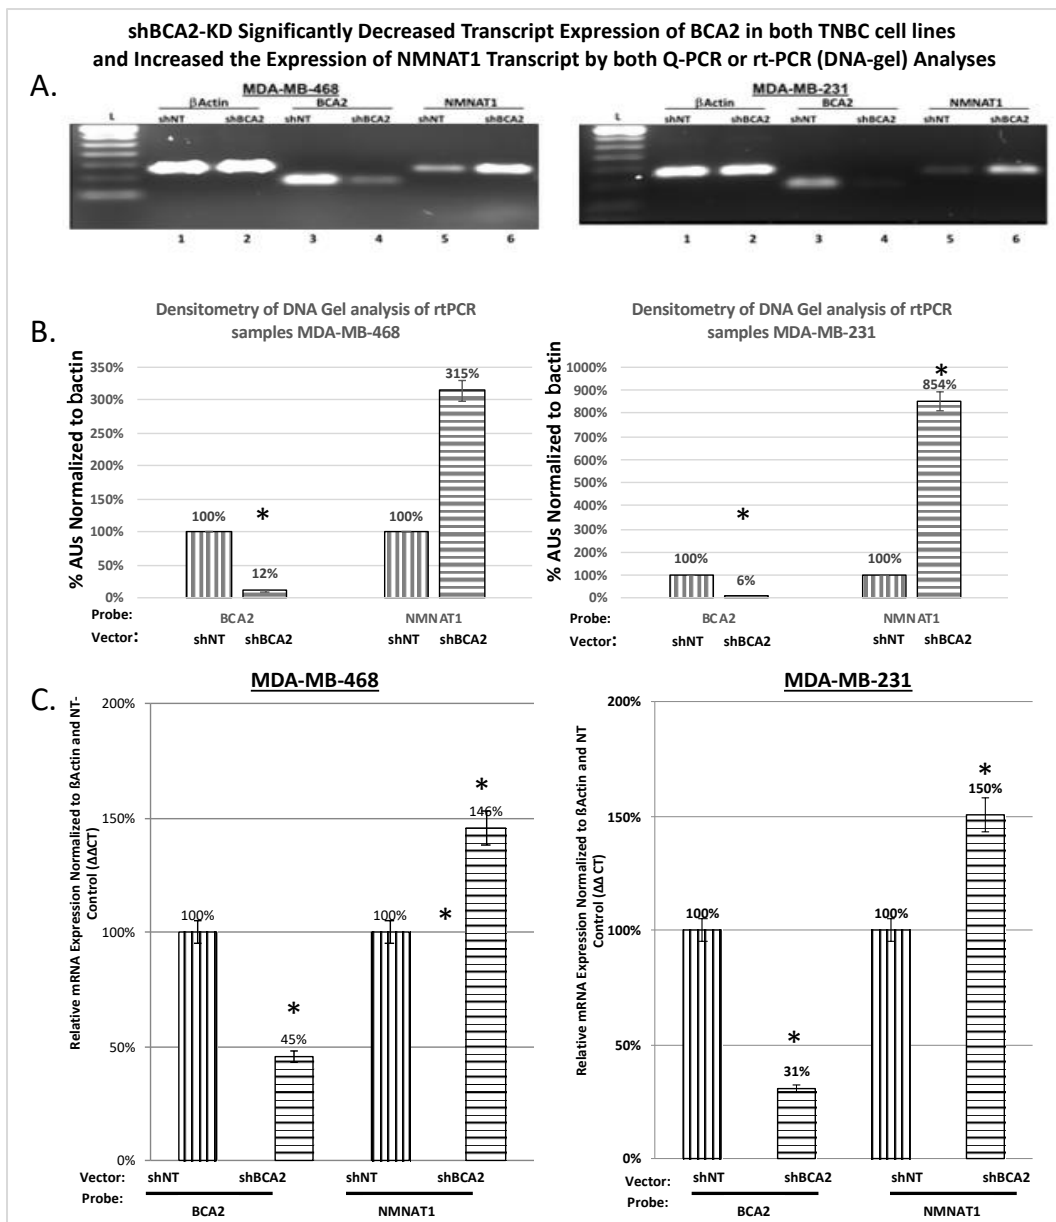 shBCA2-KD Significantly Decreased Transcript Expression of BCA2 in both TNBC cell lines
and Increased the Expression of NMNAT1 Transcript by both Q-PCR or rt-PCR (DNA-gel) Analyses
A.
MDA-MB-468
βActin BCA2 NMNAT1
L shNT shBCA2 shNT shBCA2 shNT shBCA2
1 2 3 4 5 6
MDA-MB-231
βActin BCA2 NMNAT1
L shNT shBCA2 shNT shBCA2 shNT shBCA2
1 2 3 4 5 6
B.
Densitometry of DNA Gel analysis of rtPCR
samples MDA-MB-468
% AUs Normalized to bactin
350%
300%
250%
200%
150%
100%
50%
0%
100%
*
12%
100%
315%
Probe: BCA2 NMNAT1
Vector: shNT shBCA2 shNT shBCA2
Densitometry of DNA Gel analysis of rtPCR
samples MDA-MB-231
% AUs Normalized to bactin
1000%
900%
800%
700%
600%
500%
400%
300%
200%
100%
0%
100%
*
6%
100%
*
854%
Probe: BCA2 NMNAT1
Vector: shNT shBCA2 shNT shBCA2
C.
MDA-MB-468
Relative mRNA Expression Normalized to ßActin and NT-
Control (ΔΔCT)
200%
150%
100%
50%
0%
100%
*
45%
100%
*
*
146%
Vector: shNT shBCA2 shNT shBCA2
Probe:
BCA2 NMNAT1
MDA-MB-231
Relative mRNA Expression Normalized to ßActin and NT
Control (ΔΔ CT)
200%
150%
100%
50%
0%
100%
*
31%
100%
*
150%
shNT shBCA2 shNT shBCA2
BCA2 NMNAT1